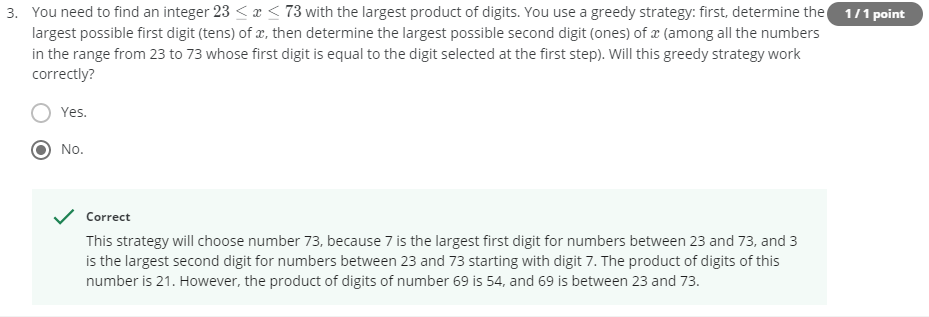 3. You need to find an integer 23 ≤ x ≤ 73 with the largest product of digits. You use a greedy strategy: first, determine the 1 / 1 point
largest possible first digit (tens) of x, then determine the largest possible second digit (ones) of x (among all the numbers
in the range from 23 to 73 whose first digit is equal to the digit selected at the first step). Will this greedy strategy work
correctly?
Yes.
No.
Correct
This strategy will choose number 73, because 7 is the largest first digit for numbers between 23 and 73, and 3
is the largest second digit for numbers between 23 and 73 starting with digit 7. The product of digits of this
number is 21. However, the product of digits of number 69 is 54, and 69 is between 23 and 73.